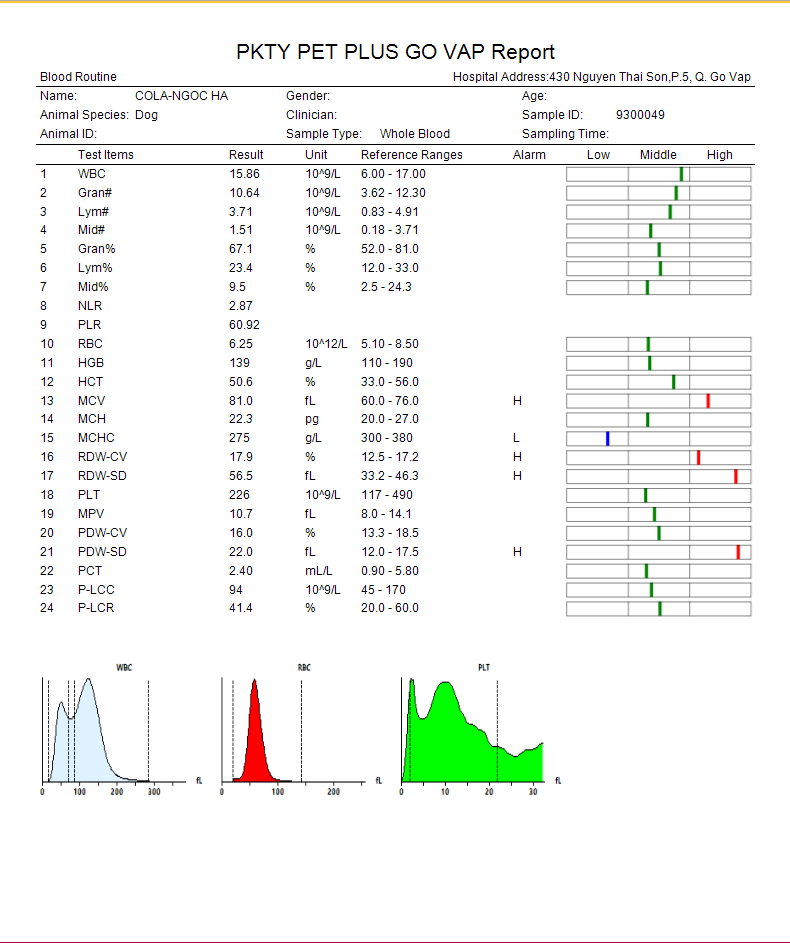 PKTY PET PLUS GO VAP Report
Blood Routine Hospital Address:430 Nguyen Thai Son,P.5, Q. Go Vap
Name: COLA-NGOC HA Gender: Age:
Animal Species: Dog Clinician: Sample ID: 9300049
Animal ID: Sample Type: Whole Blood Sampling Time:
Test Items Result Unit Reference Ranges Alarm Low Middle High
1 WBC 15.86 10^9/L 6.00 - 17.00
2 Gran# 10.64 10^9/L 3.62 - 12.30
3 Lym# 3.71 10^9/L 0.83 - 4.91
4 Mid# 1.51 10^9/L 0.18 - 3.71
5 Gran% 67.1 % 52.0 - 81.0
6 Lym% 23.4 % 12.0 - 33.0
7 Mid% 9.5 % 2.5 - 24.3
8 NLR 2.87
9 PLR 60.92
10 RBC 6.25 10^12/L 5.10 - 8.50
11 HGB 139 g/L 110 - 190
12 HCT 50.6 % 33.0 - 56.0
13 MCV 81.0 fL 60.0 - 76.0 H
14 MCH 22.3 pg 20.0 - 27.0
15 MCHC 275 g/L 300 - 380 L
16 RDW-CV 17.9 % 12.5 - 17.2 H
17 RDW-SD 56.5 fL 33.2 - 46.3 H
18 PLT 226 10^9/L 117 - 490
19 MPV 10.7 fL 8.0 - 14.1
20 PDW-CV 16.0 % 13.3 - 18.5
21 PDW-SD 22.0 fL 12.0 - 17.5 H
22 PCT 2.40 mL/L 0.90 - 5.80
23 P-LCC 94 10^9/L 45 - 170
24 P-LCR 41.4 % 20.0 - 60.0
WBC RBC PLT
fL fL fL
0 100 200 300 0 100 200 0 10 20 30